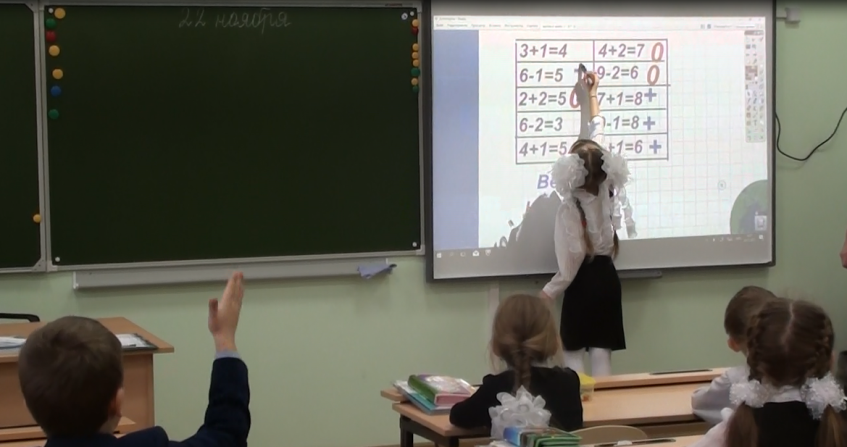 22 ноября
3+1=4 4+2=7 0
6-1=5 9-2=6 0
2+2=5 0 7+1=8 +
6-2=3 -1=8 +
4+1=5 +1=6 +